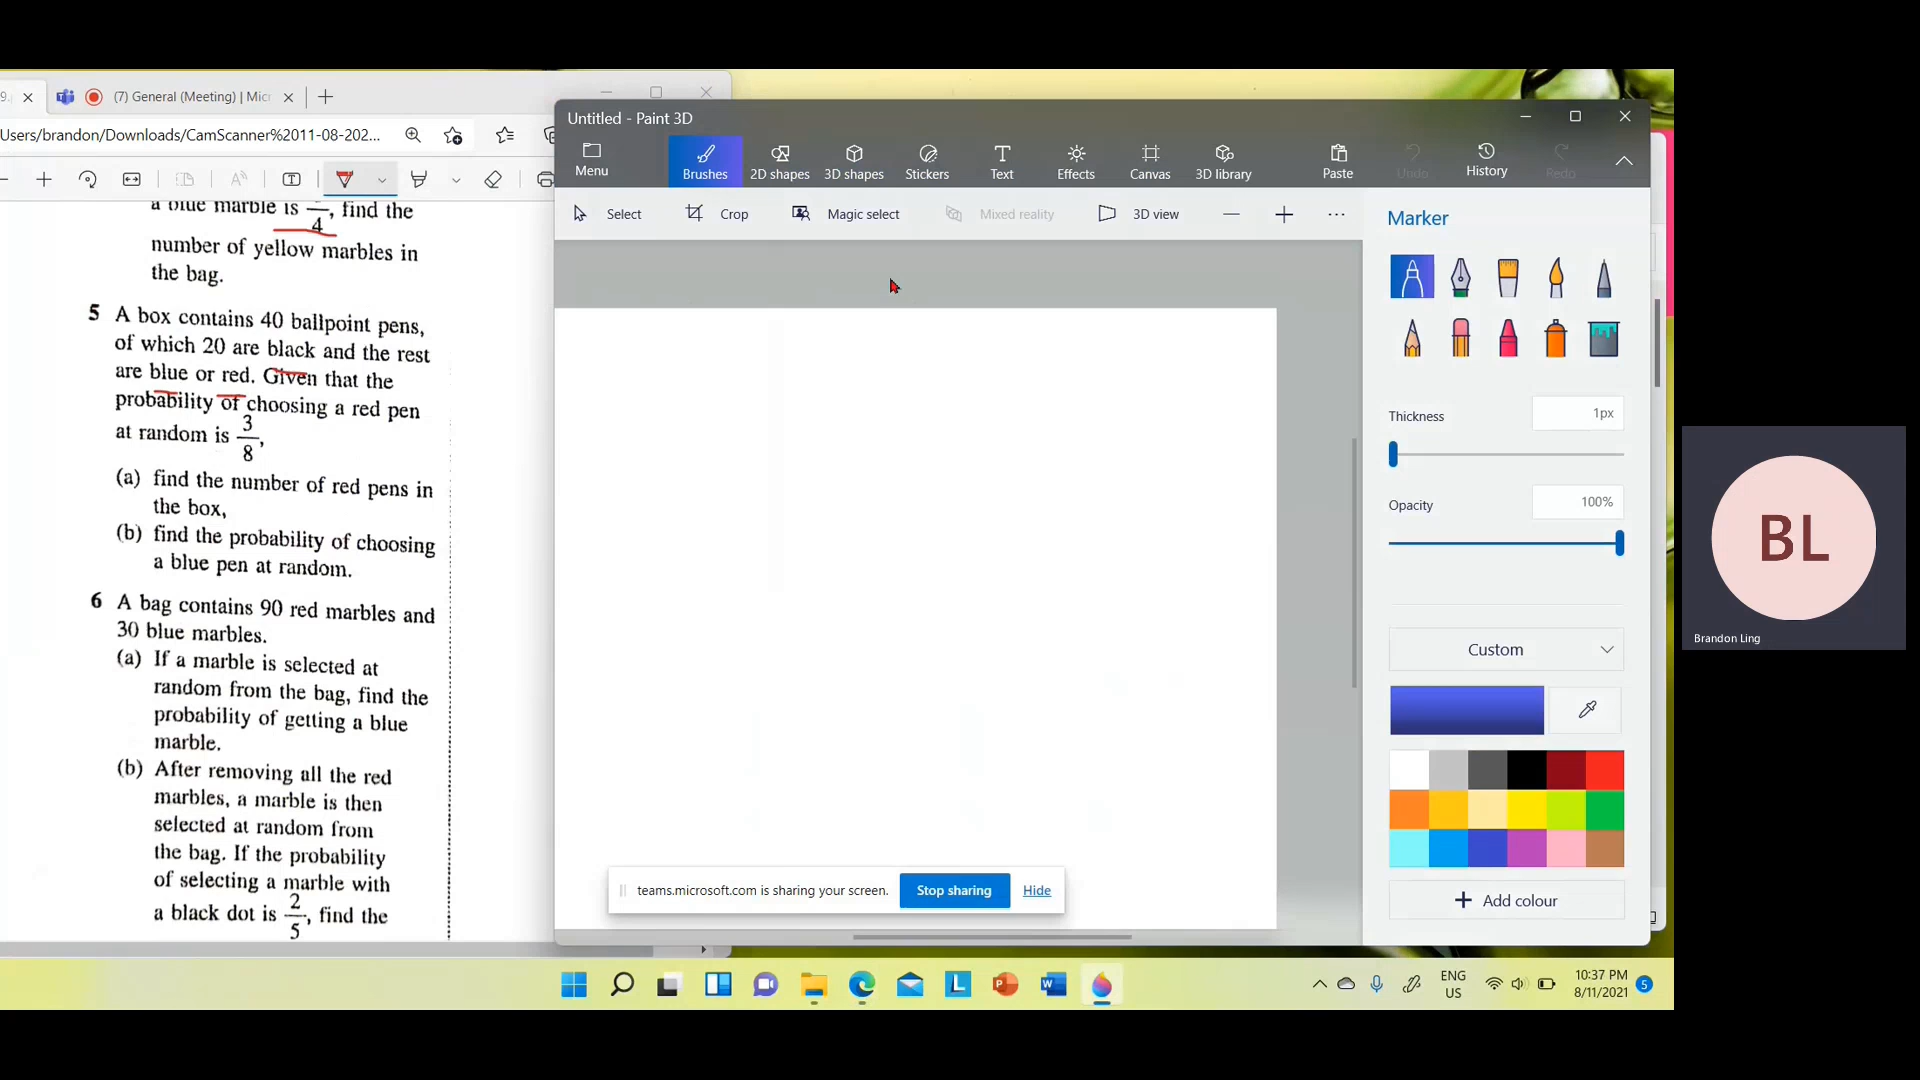 9.
(7) General (Meeting) | Micr
Users/brandon/Downloads/CamScanner%2011-08-202...
a blue marble is —/4, find the
number of yellow marbles in
the bag.
5 A box contains 40 ballpoint pens,
of which 20 are black and the rest
are blue or red. Given that the
probability of choosing a red pen
at random is 3/8,
(a) find the number of red pens in
the box,
(b) find the probability of choosing
a blue pen at random.
6 A bag contains 90 red marbles and
30 blue marbles.
(a) If a marble is selected at
random from the bag, find the
probability of getting a blue
marble.
(b) After removing all the red
marbles, a marble is then
selected at random from
the bag. If the probability
of selecting a marble with
a black dot is 2/5, find the
Untitled - Paint 3D
Menu
Brushes
2D shapes
3D shapes
Stickers
Text
Effects
Canvas
3D library
Paste
Undo
History
Redo
Select
Crop
Magic select
Mixed reality
3D view
Marker
Thickness
1px
Opacity
100%
Custom
Add colour
teams.microsoft.com is sharing your screen.
Stop sharing
Hide
ENG
US
10:37 PM
8/11/2021
5
BL
Brandon Ling